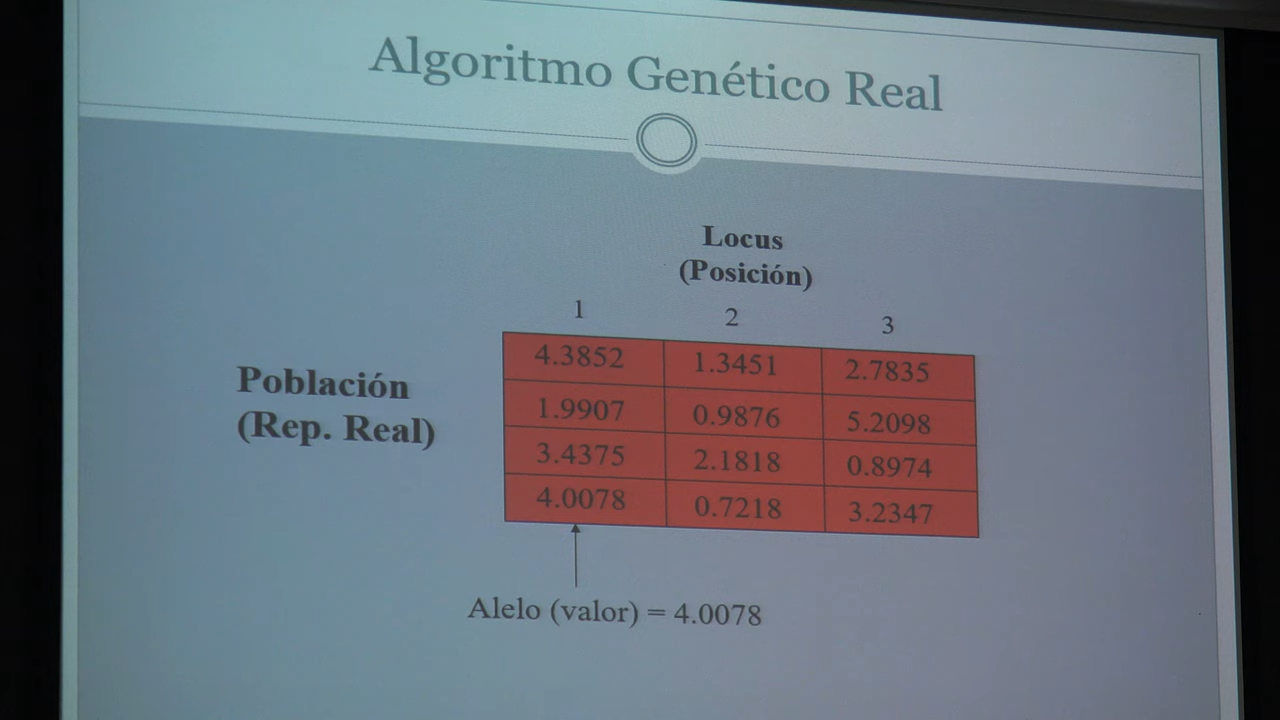 Algoritmo Genético Real
Locus
(Posición)
1 2 3
Población
(Rep. Real)
4.3852 1.3451 2.7835
1.9907 0.9876 5.2098
3.4375 2.1818 0.8974
4.0078 0.7218 3.2347
Alelo (valor) = 4.0078